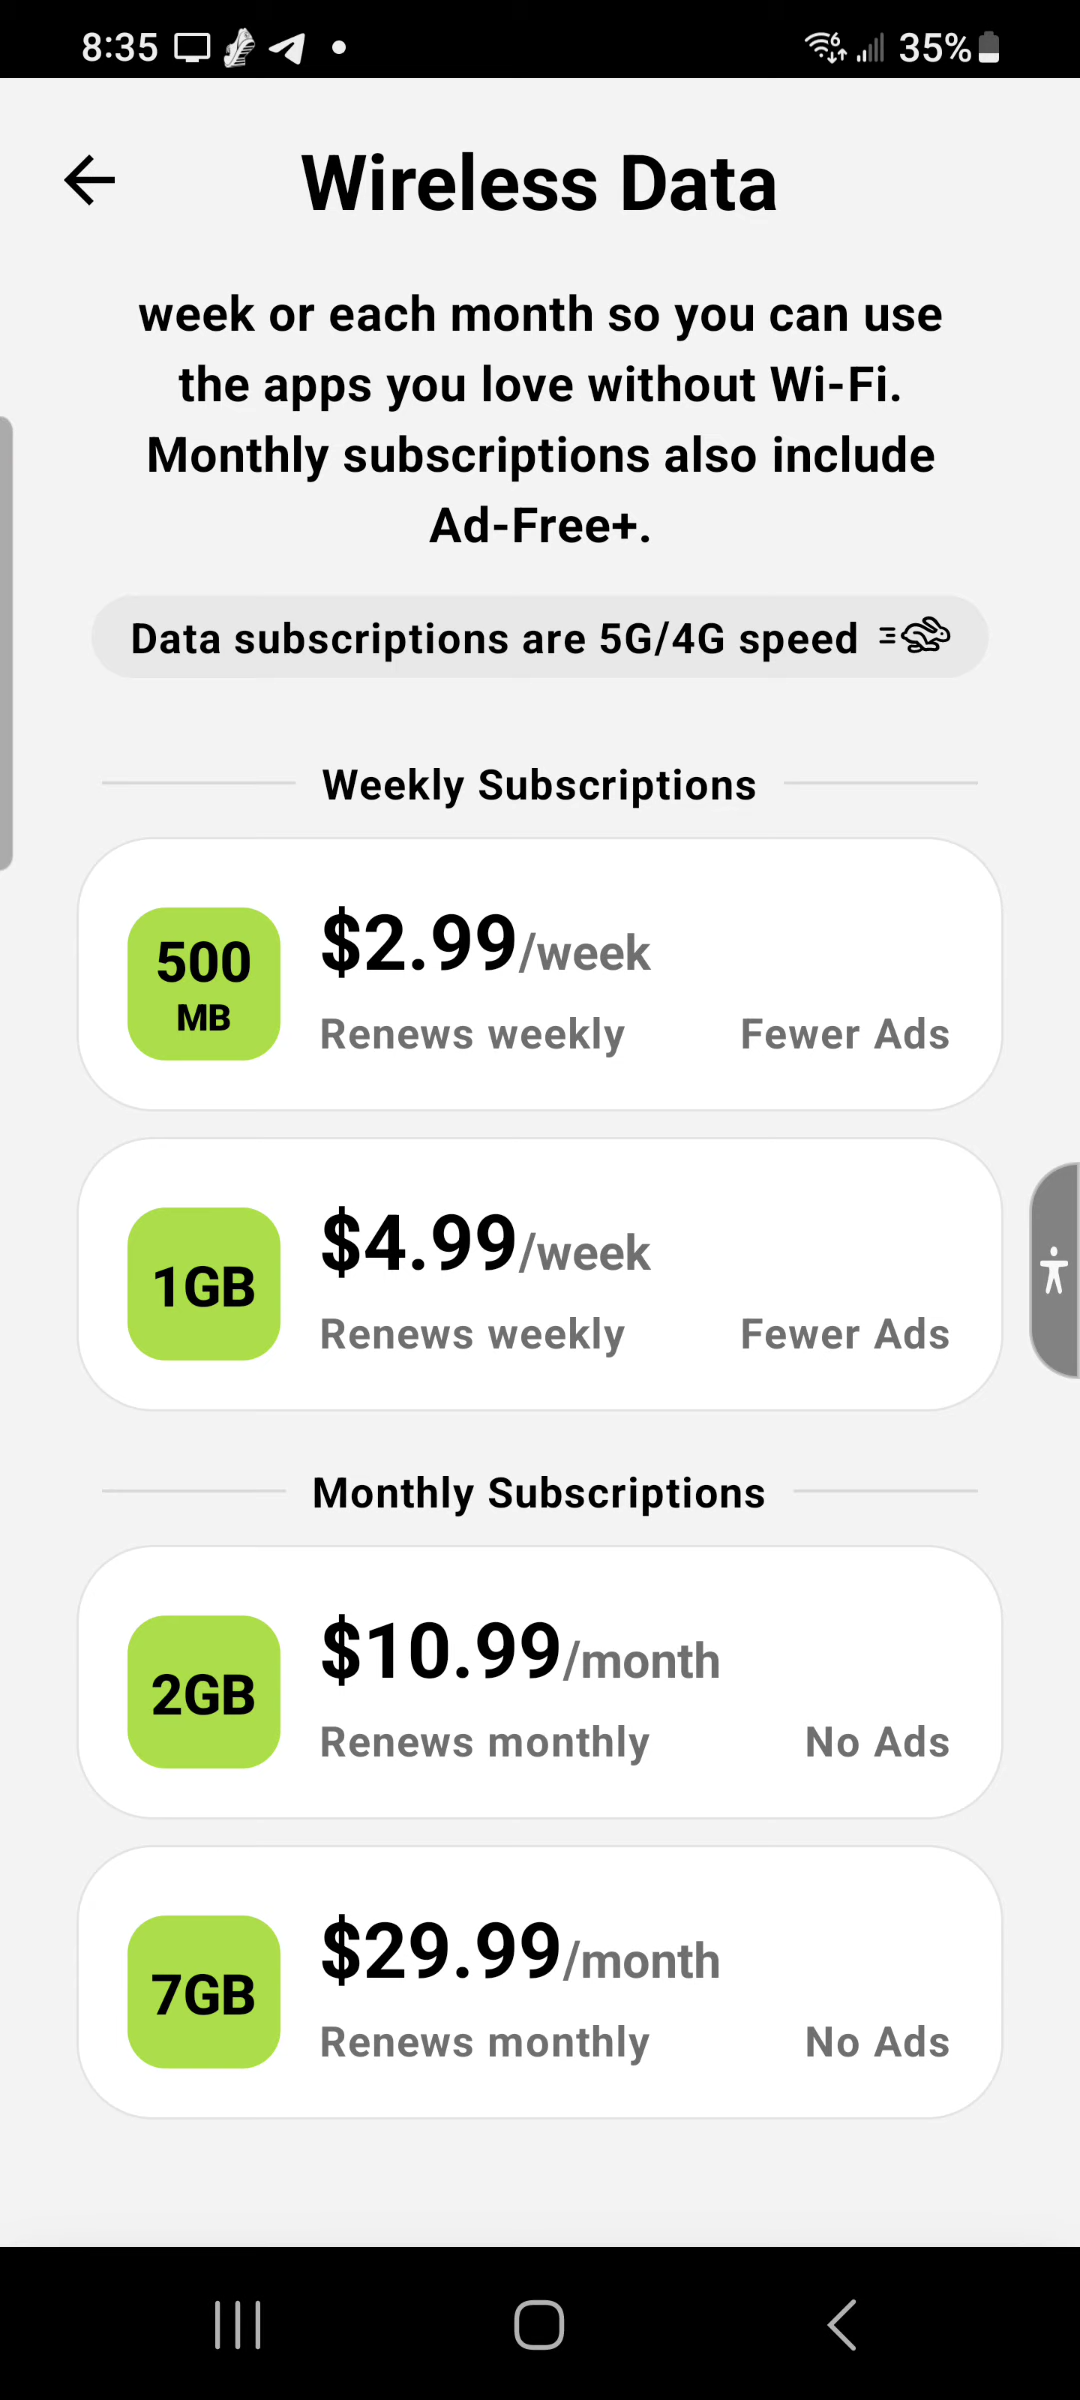 8:35
35%
Wireless Data
week or each month so you can use
the apps you love without Wi-Fi.
Monthly subscriptions also include
Ad-Free+.
Data subscriptions are 5G/4G speed
Weekly Subscriptions
500
MB
$2.99/week
Renews weekly
Fewer Ads
1GB
$4.99/week
Renews weekly
Fewer Ads
Monthly Subscriptions
2GB
$10.99/month
Renews monthly
No Ads
7GB
$29.99/month
Renews monthly
No Ads